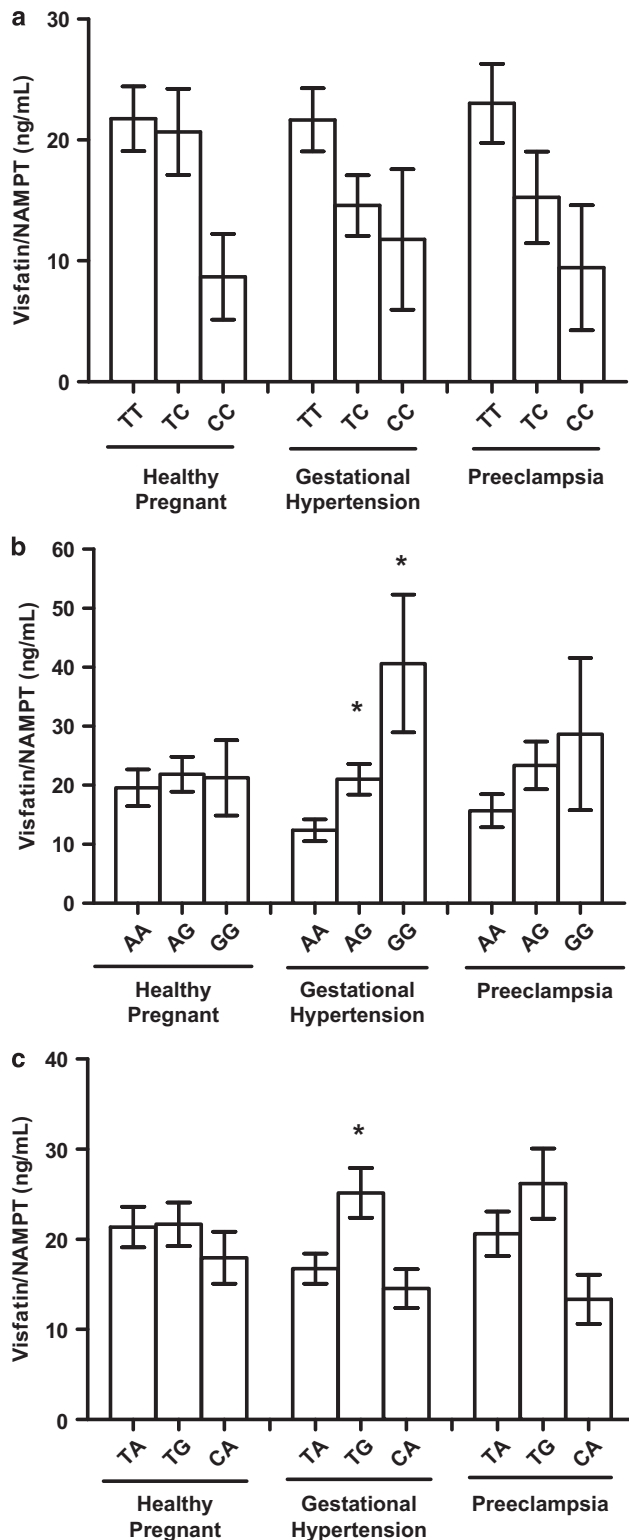 a
Visfatin/NAMPT (ng/mL)
30
20
10
0
TT TC CC TT TC CC TT TC CC
Healthy Pregnant
Gestational Hypertension
Preeclampsia
b
Visfatin/NAMPT (ng/mL)
60
50
40
30
20
10
0
* *
AA AG GG AA AG GG AA AG GG
Healthy Pregnant
Gestational Hypertension
Preeclampsia
c
Visfatin/NAMPT (ng/mL)
40
30
20
10
0
*
TA TG CA TA TG CA TA TG CA
Healthy Pregnant
Gestational Hypertension
Preeclampsia